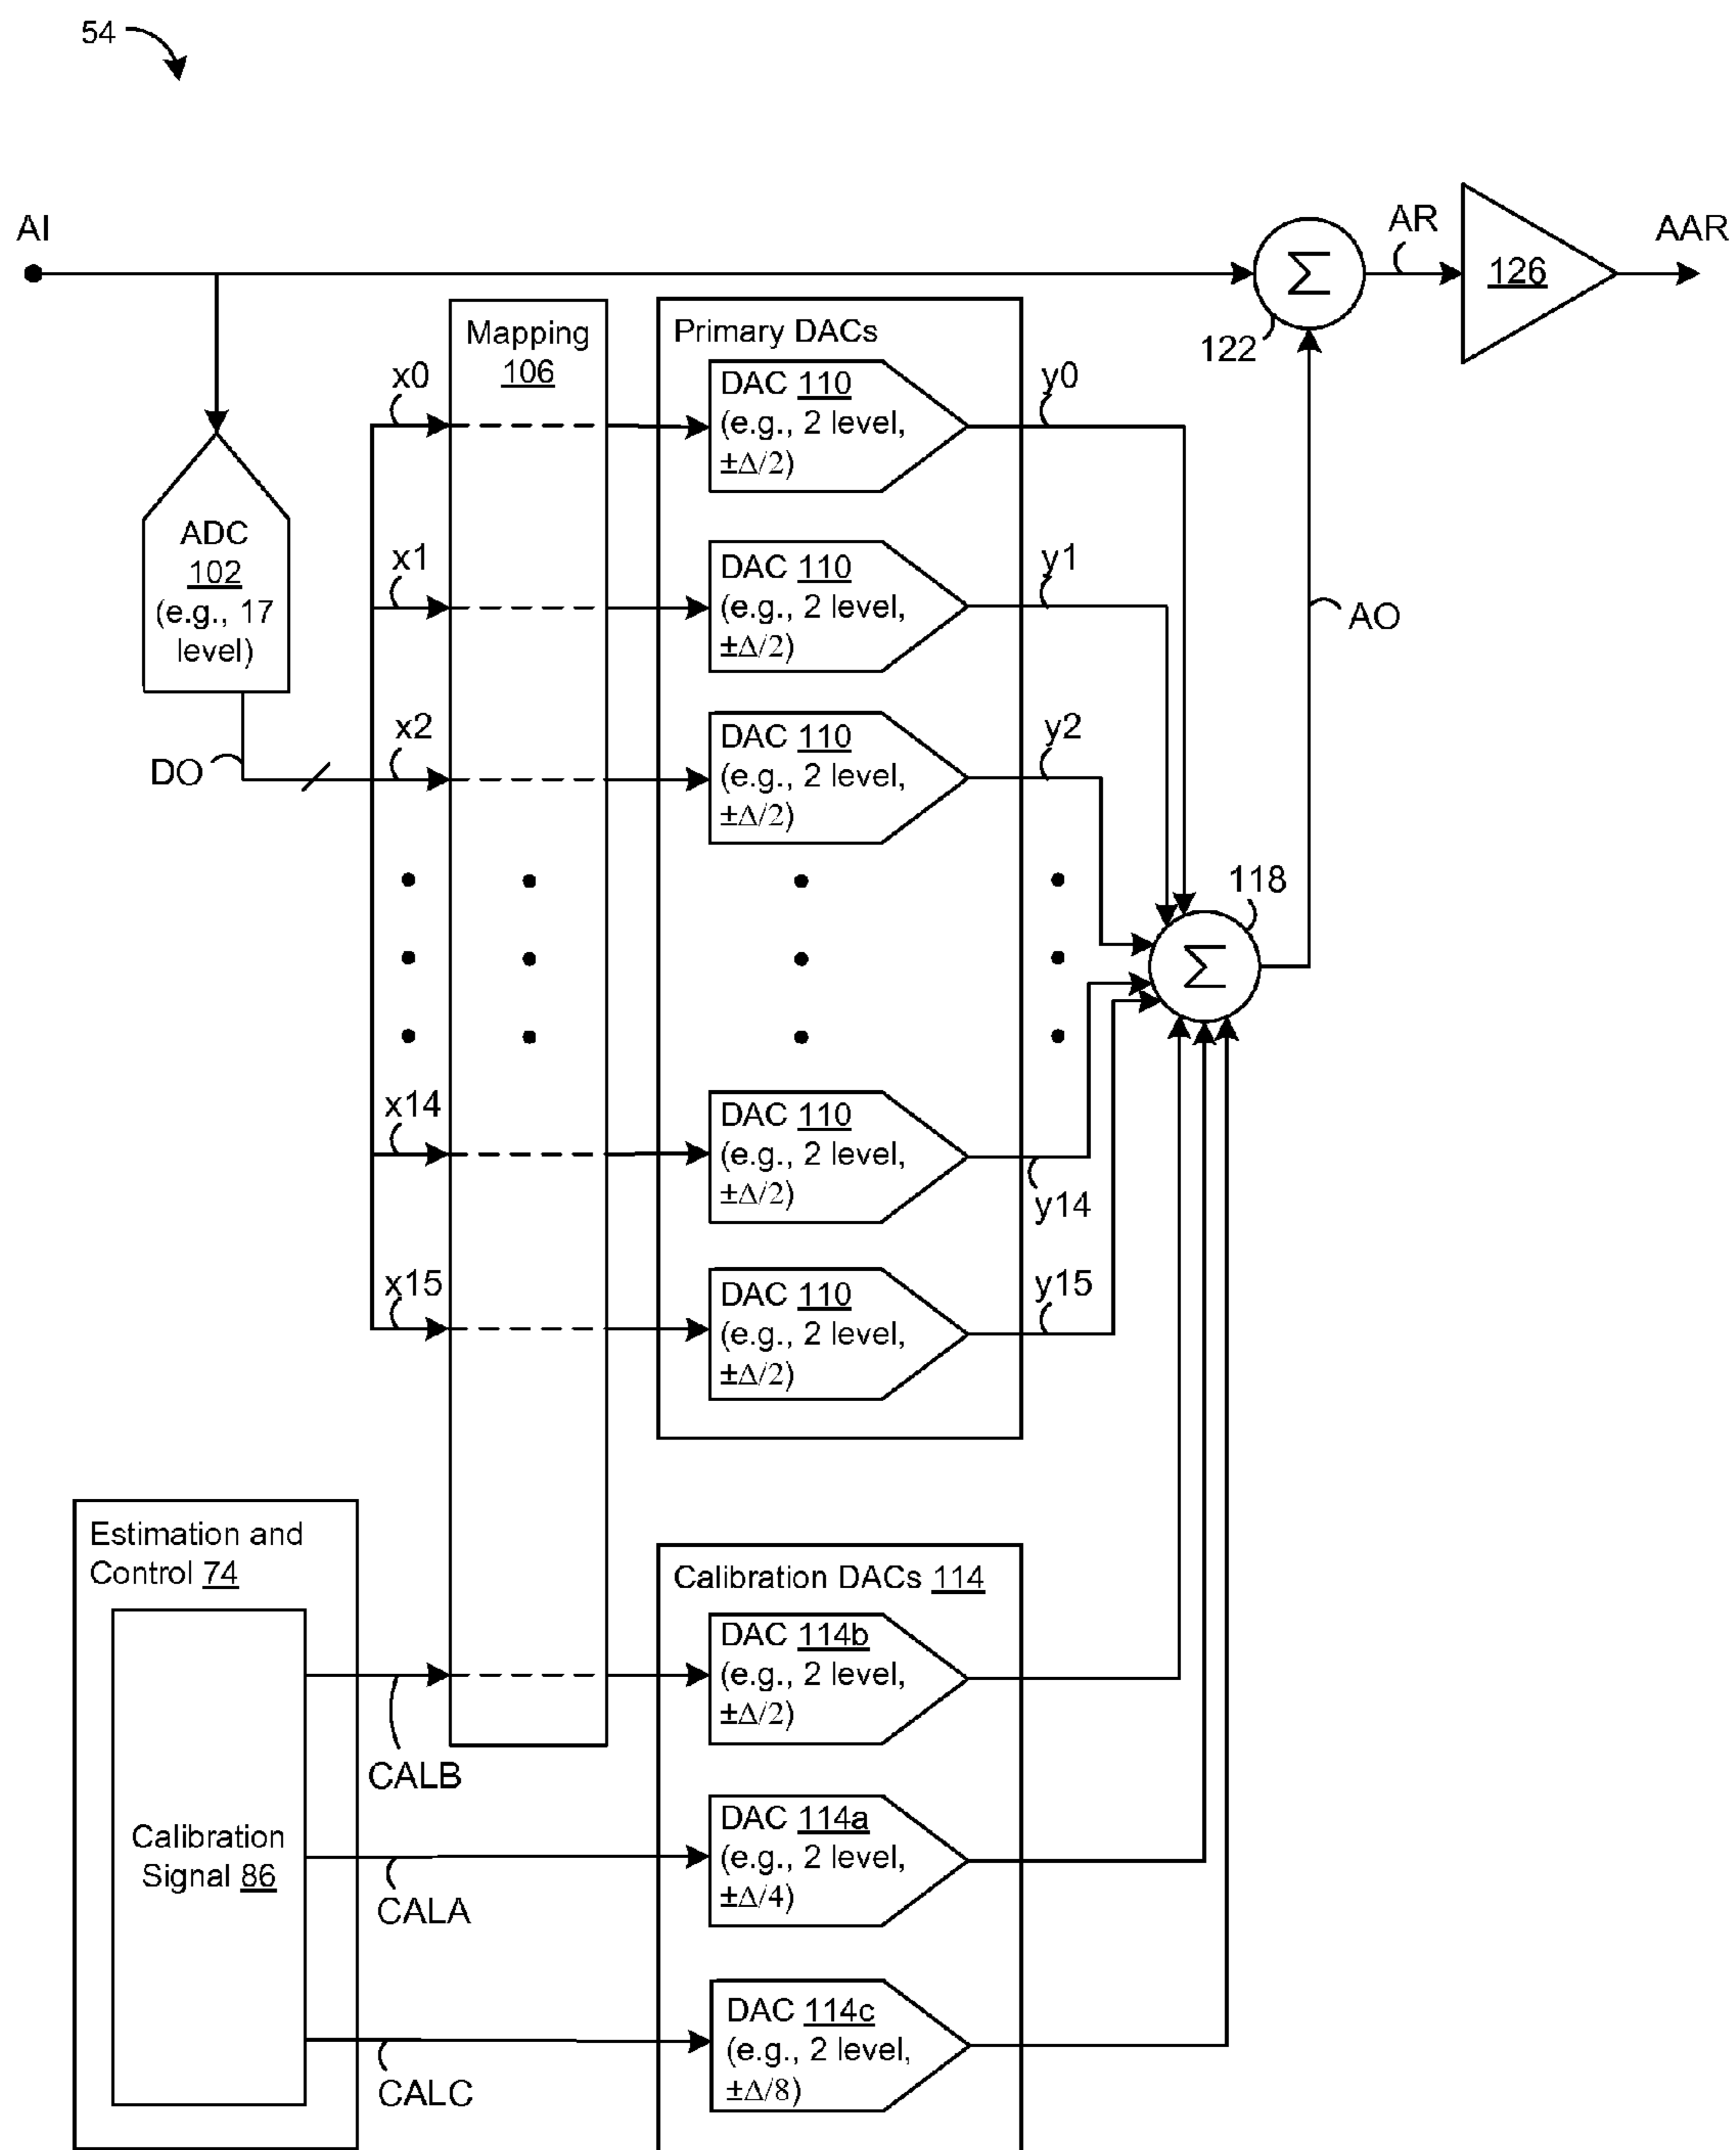 54
AI
AR
AAR
126
122
Mapping
106
Primary DACs
x0
DAC 110
(e.g., 2 level,
±Δ/2)
y0
ADC
102
(e.g., 17
level)
x1
DAC 110
(e.g., 2 level,
±Δ/2)
y1
AO
DO
x2
DAC 110
(e.g., 2 level,
±Δ/2)
y2
118
Σ
Σ
x14
DAC 110
(e.g., 2 level,
±Δ/2)
y14
x15
DAC 110
(e.g., 2 level,
±Δ/2)
y15
Estimation and
Control 74
Calibration DACs 114
DAC 114b
(e.g., 2 level,
±Δ/2)
CALB
Calibration
Signal 86
DAC 114a
(e.g., 2 level,
±Δ/4)
CALA
DAC 114c
(e.g., 2 level,
±Δ/8)
CALC